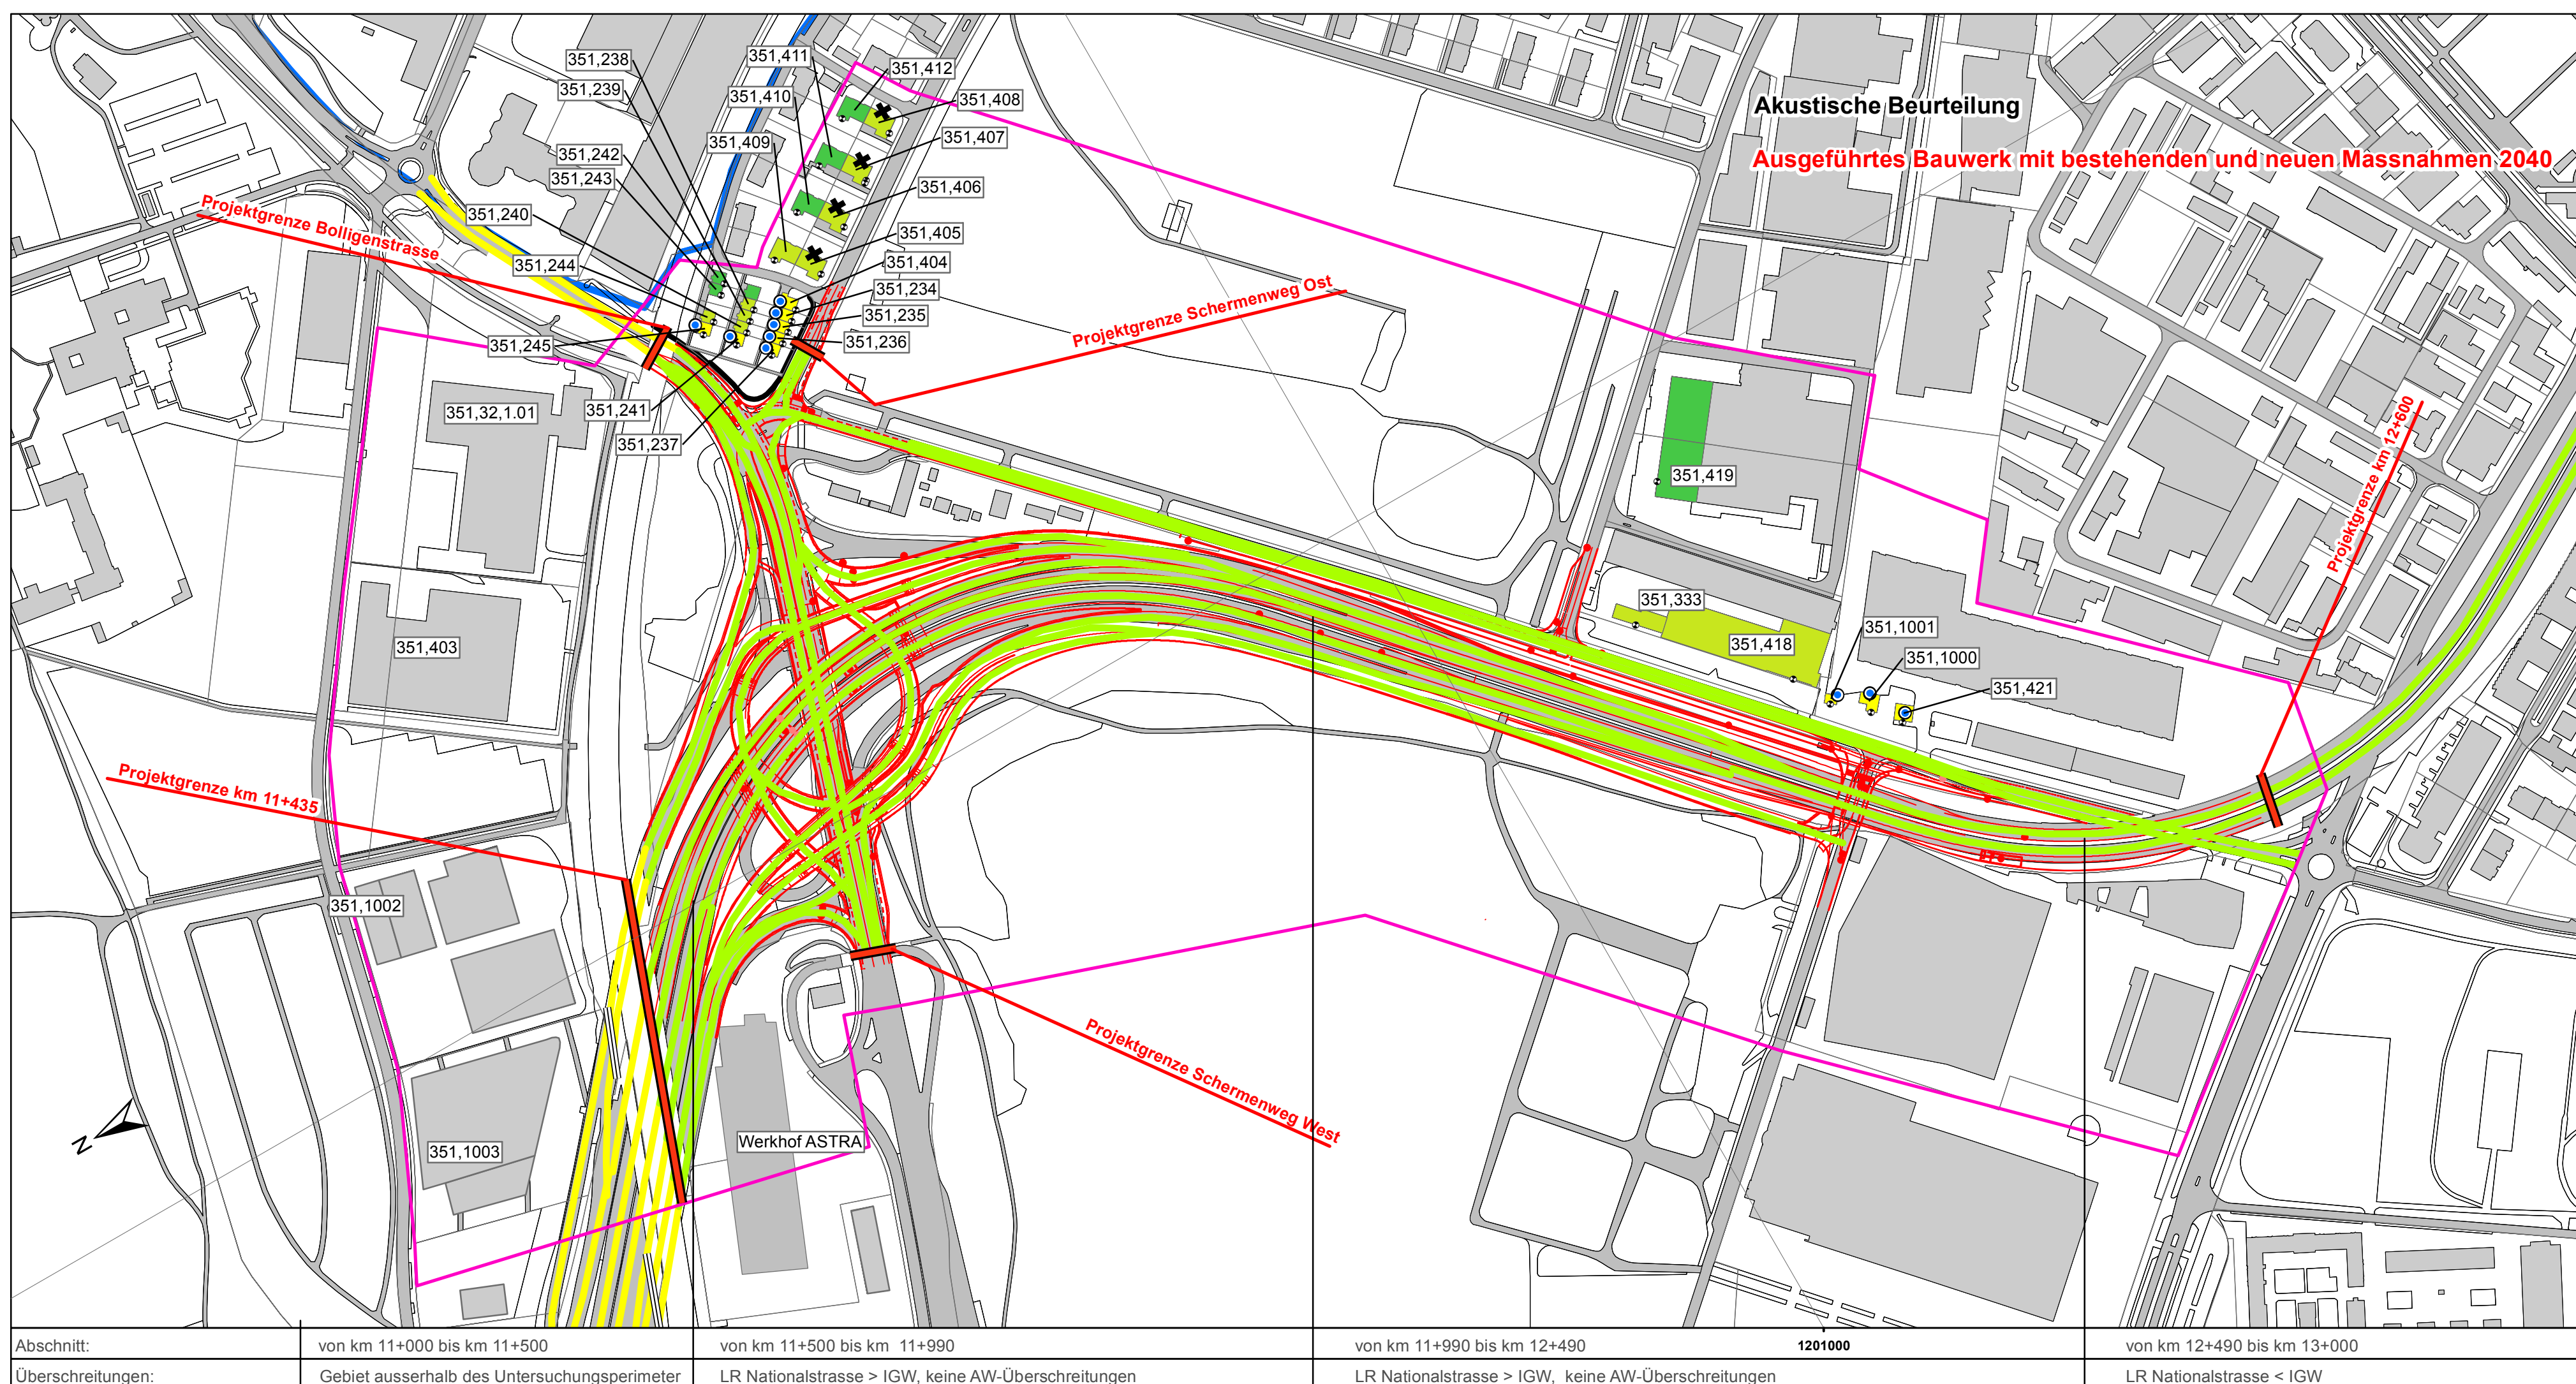 351,238
351,411
351,412
351,239
351,410
351,408
Akustische Beurteilung
351,409
351,407
351,242
Ausgeführtes Bauwerk mit bestehenden und neuen Massnahmen 2040
351,243
351,406
Projektgrenze Bolligenstrasse
351,240
351,405
351,244
351,404
351,234
Projektgrenze Schermenweg Ost
351,235
351,245
351,236
351,32,1.01
351,241
351,237
Projektgrenze km 12+600
351,419
351,333
351,1001
351,418
351,403
351,1000
351,421
Projektgrenze km 11+435
351,1002
Projektgrenze Schermenweg West
N
Werkhof ASTRA
351,1003
Abschnitt:
von km 11+000 bis km 11+500
von km 11+500 bis km 11+990
von km 11+990 bis km 12+490
1201000
von km 12+490 bis km 13+000
Überschreitungen:
Gebiet ausserhalb des Untersuchungsperimeter
LR Nationalstrasse > IGW, keine AW-Überschreitungen
LR Nationalstrasse > IGW, keine AW-Überschreitungen
LR Nationalstrasse < IGW